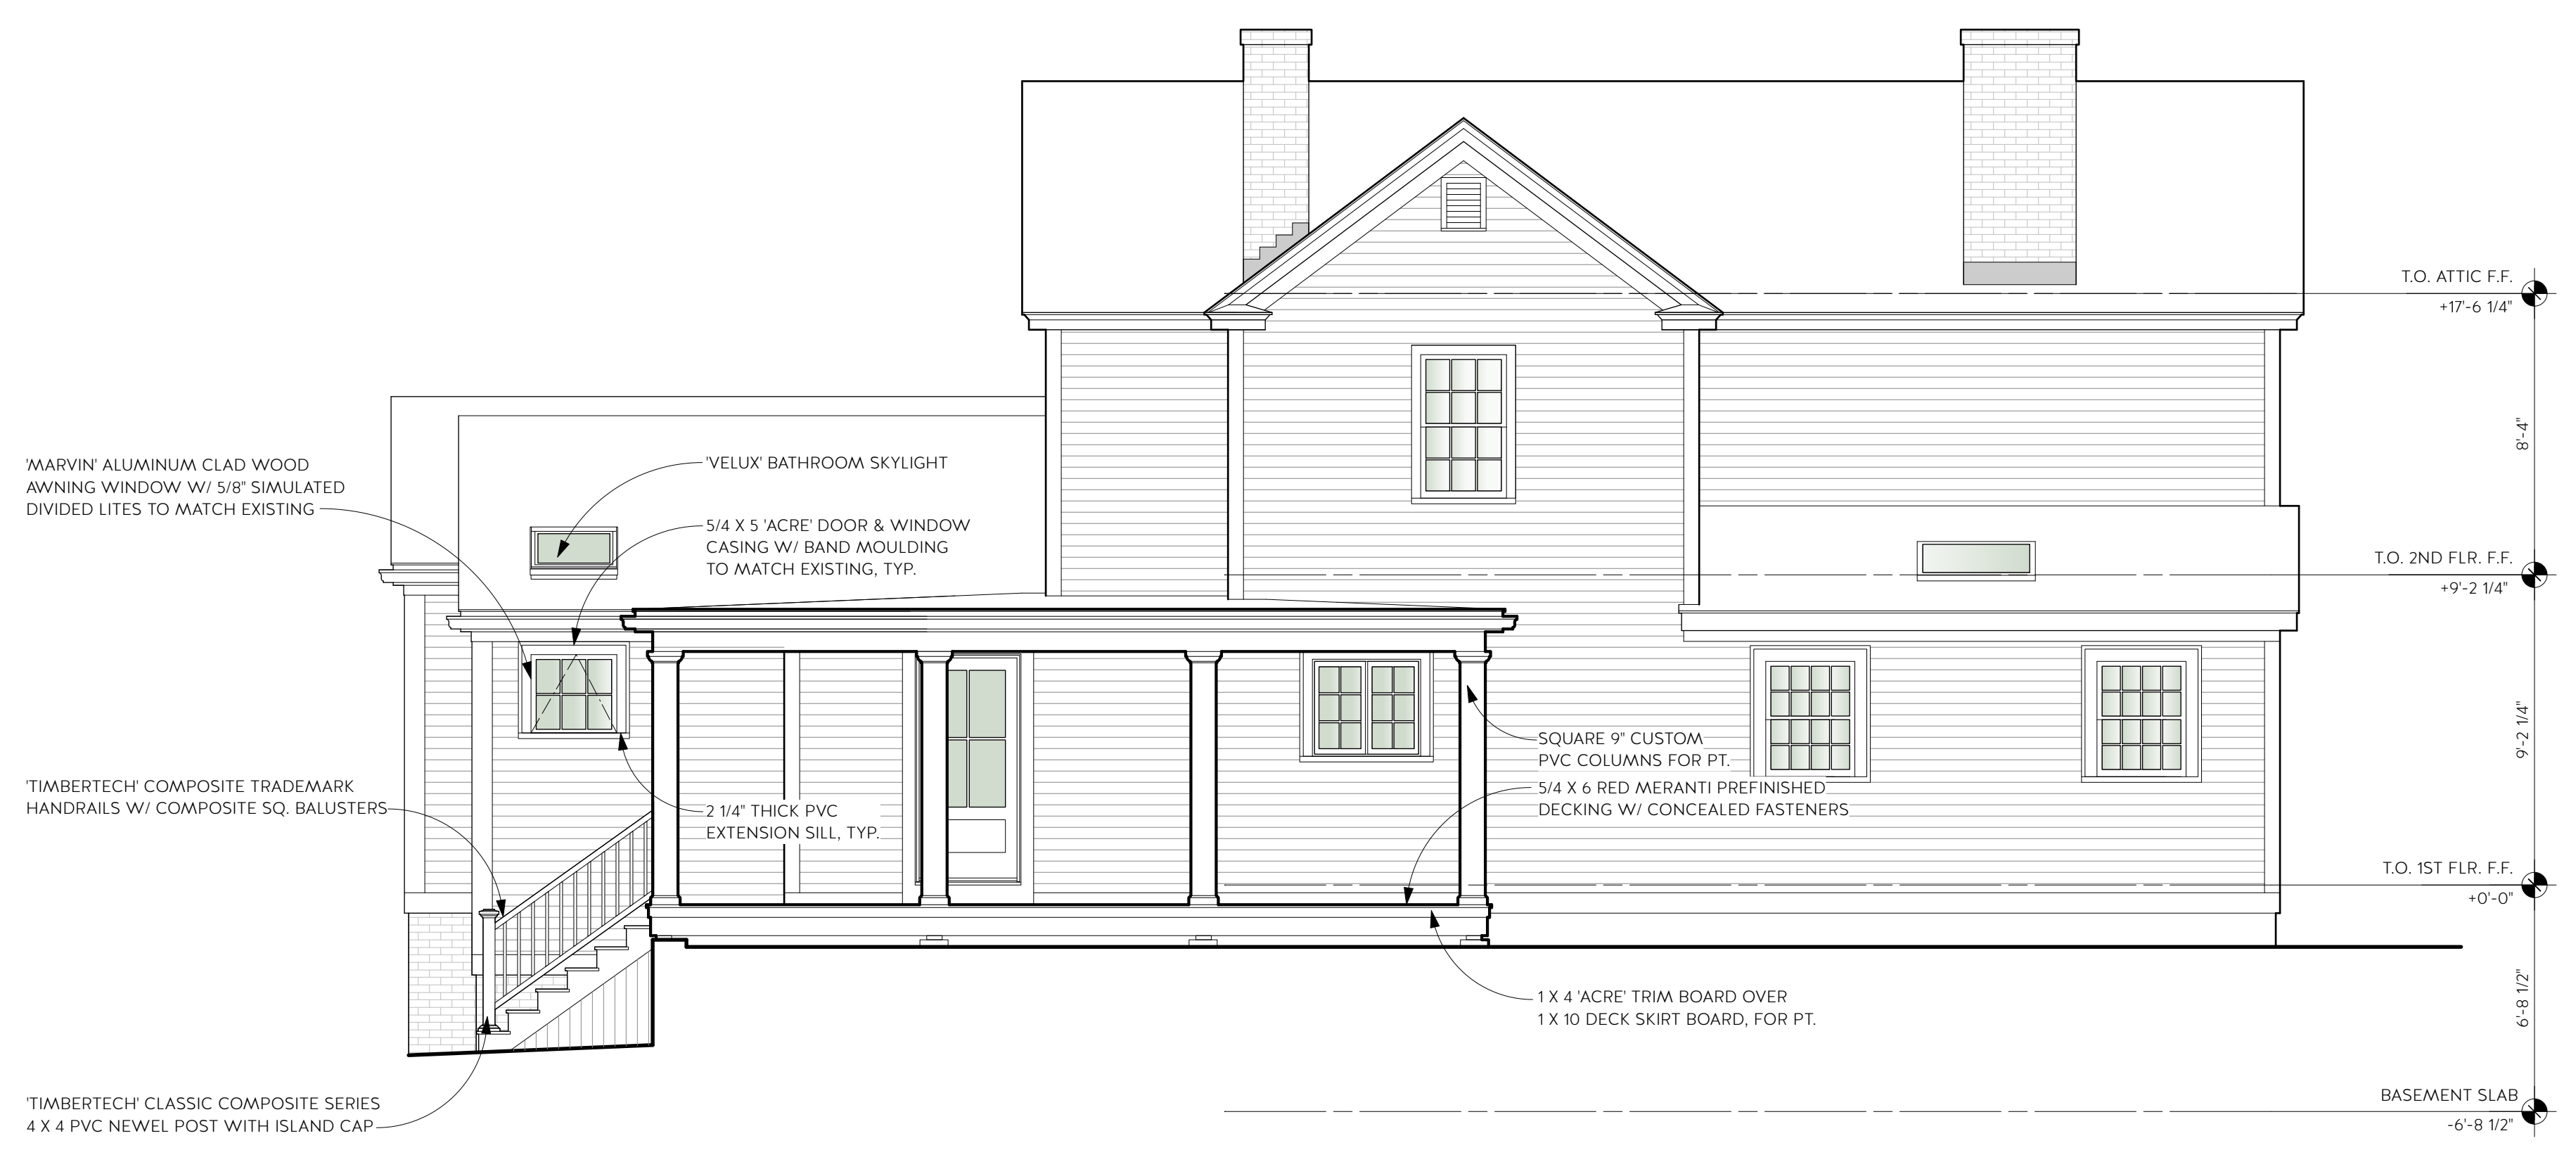 T.O. ATTIC F.F.
+17'-6 1/4"
8'-4"
'MARVIN' ALUMINUM CLAD WOOD
AWNING WINDOW W/ 5/8" SIMULATED
DIVIDED LITES TO MATCH EXISTING
'VELUX' BATHROOM SKYLIGHT
5/4 X 5 'ACRE' DOOR & WINDOW
CASING W/ BAND MOULDING
TO MATCH EXISTING, TYP.
T.O. 2ND FLR. F.F.
+9'-2 1/4"
9'-2 1/4"
SQUARE 9" CUSTOM
PVC COLUMNS FOR PT.
5/4 X 6 RED MERANTI PREFINISHED
DECKING W/ CONCEALED FASTENERS
'TIMBERTECH' COMPOSITE TRADEMARK
HANDRAILS W/ COMPOSITE SQ. BALUSTERS
2 1/4" THICK PVC
EXTENSION SILL, TYP.
T.O. 1ST FLR. F.F.
+0'-0"
6'-8 1/2"
1 X 4 'ACRE' TRIM BOARD OVER
1 X 10 DECK SKIRT BOARD, FOR PT.
'TIMBERTECH' CLASSIC COMPOSITE SERIES
4 X 4 PVC NEWEL POST WITH ISLAND CAP
BASEMENT SLAB
-6'-8 1/2"